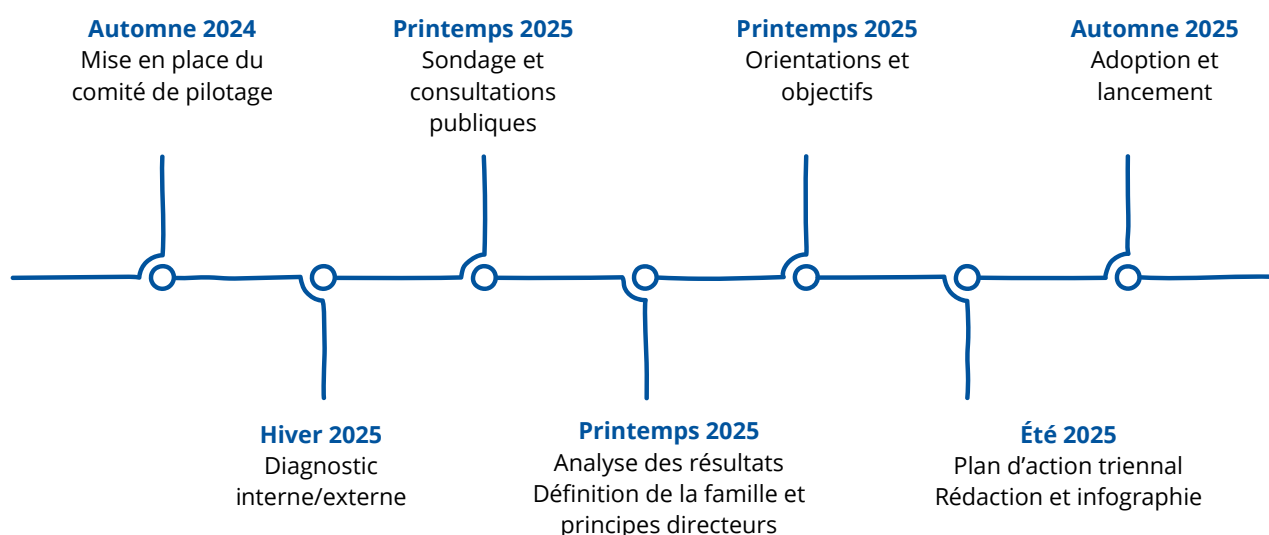 Automne 2024
Mise en place du
comité de pilotage
Printemps 2025
Sondage et
consultations
publiques
Printemps 2025
Orientations et
objectifs
Automne 2025
Adoption et
lancement
Hiver 2025
Diagnostic
interne/externe
Printemps 2025
Analyse des résultats
Définition de la famille et
principes directeurs
Été 2025
Plan d’action triennal
Rédaction et infographie